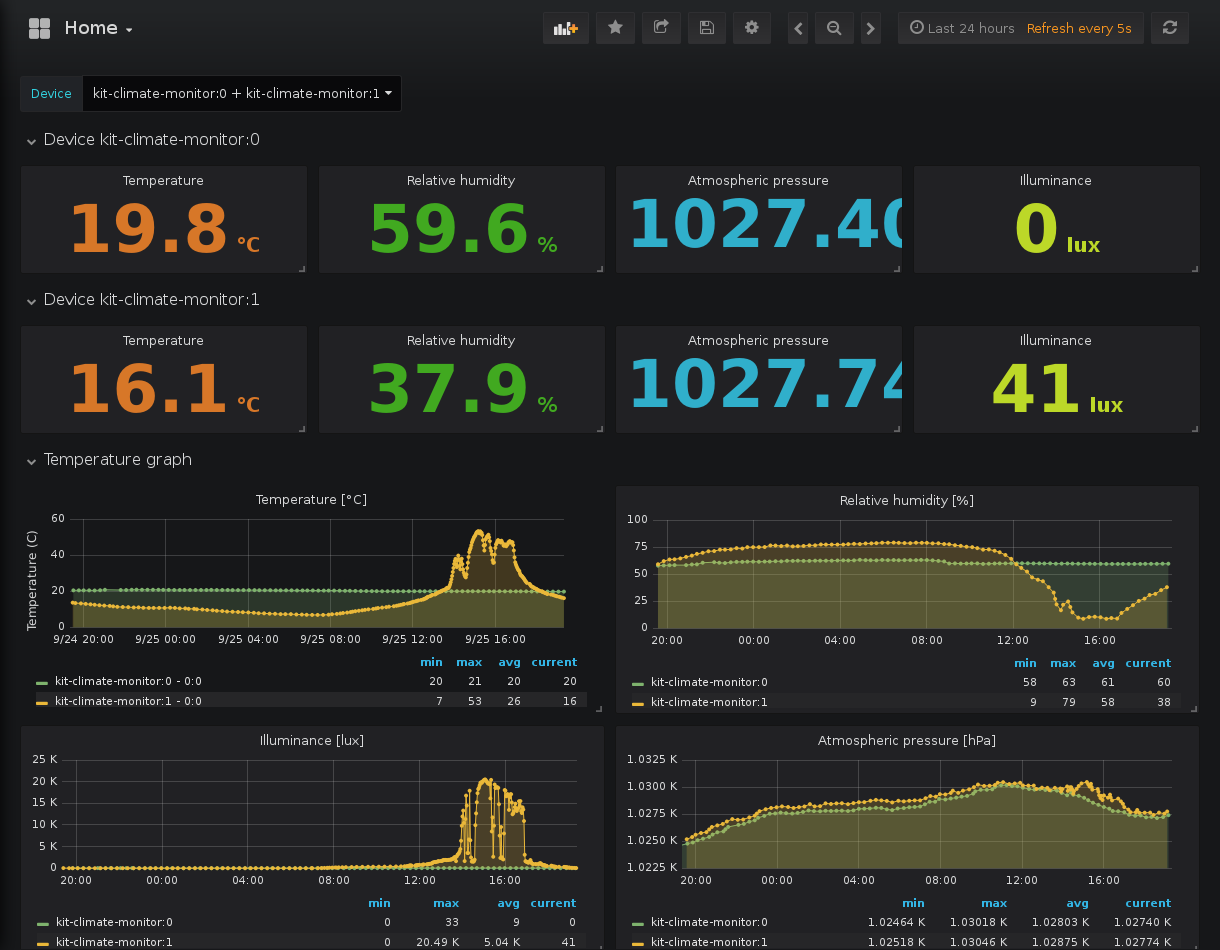 Home
Last 24 hours Refresh every 5s
Device kit-climate-monitor:0 + kit-climate-monitor:1
Device kit-climate-monitor:0
Temperature Relative humidity Atmospheric pressure Illuminance
19.8 °C 59.6 % 1027.40 0 lux
Device kit-climate-monitor:1
Temperature Relative humidity Atmospheric pressure Illuminance
16.1 °C 37.9 % 1027.74 41 lux
Temperature graph
Temperature [°C]
Temperature (C)
60
40
20
0
9/24 20:00 9/25 00:00 9/25 04:00 9/25 08:00 9/25 12:00 9/25 16:00
min max avg current
kit-climate-monitor:0 - 0:0 20 21 20 20
kit-climate-monitor:1 - 0:0 7 53 26 16
Relative humidity [%]
100
75
50
25
0
20:00 00:00 04:00 08:00 12:00 16:00
min max avg current
kit-climate-monitor:0 58 63 61 60
kit-climate-monitor:1 9 79 58 38
Illuminance [lux]
25 K
20 K
15 K
10 K
5 K
0
20:00 00:00 04:00 08:00 12:00 16:00
min max avg current
kit-climate-monitor:0 0 33 9 0
kit-climate-monitor:1 0 20.49 K 5.04 K 41
Atmospheric pressure [hPa]
1.0325 K
1.0300 K
1.0275 K
1.0250 K
1.0225 K
20:00 00:00 04:00 08:00 12:00 16:00
min max avg current
kit-climate-monitor:0 1.02464 K 1.03018 K 1.02803 K 1.02740 K
kit-climate-monitor:1 1.02518 K 1.03046 K 1.02875 K 1.02774 K